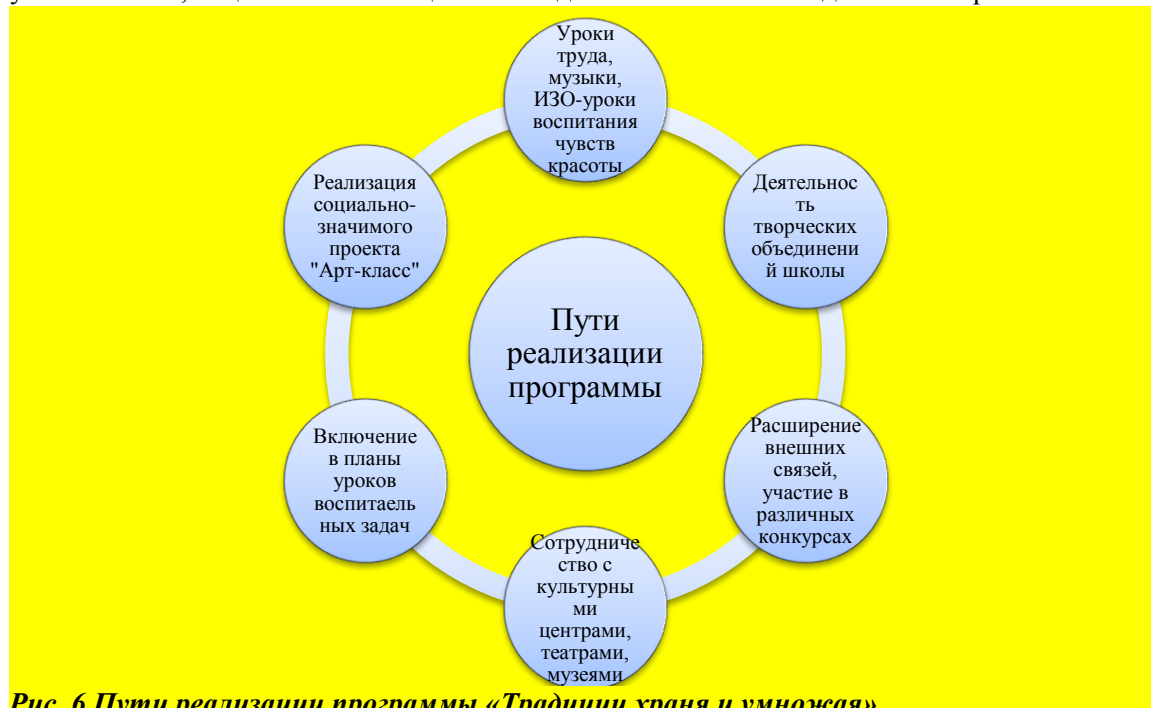 Уроки
труда,
музыки,
ИЗО-уроки
воспитания
чувств
красоты
Деятельнос
ть
творческих
объединени
й школы
Расширение
внешних
связей,
участие в
различных
конкурсах
Сотрудниче
ство с
культурны
ми
центрами,
театрами,
музеями
Включение
в планы
уроков
воспитаель
ных задач
Реализация
социально-
значимого
проекта
"Арт-класс"
Пути
реализации
программы
Рис. 6 Пути реализации программы «Традиции храня и умножая»